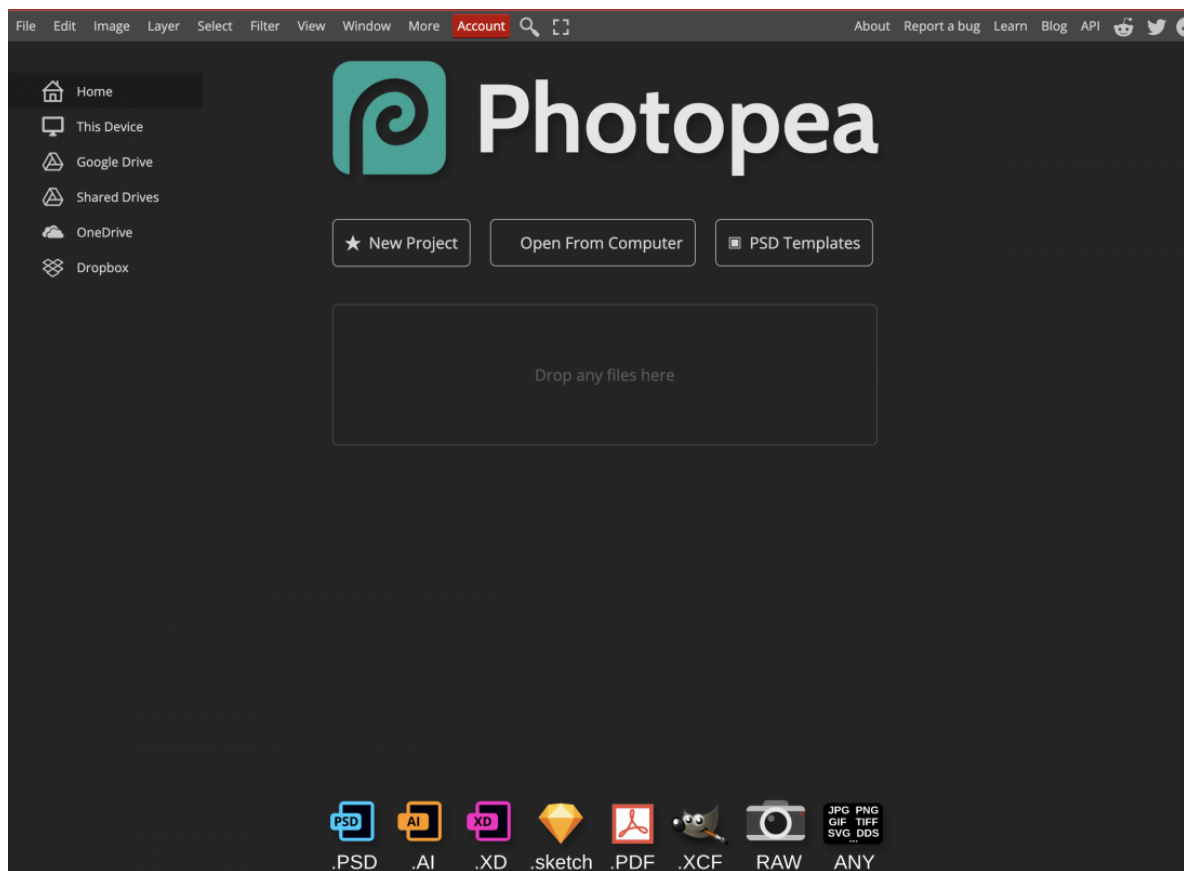 File Edit Image Layer Select Filter View Window More Account About Report a bug Learn Blog API
Home
This Device
Google Drive
Shared Drives
OneDrive
Dropbox
Photopea
New Project Open From Computer PSD Templates
Drop any files here
PSD AI XD JPG PNG
GIF TIFF
SVG DDS
...
.PSD .AI .XD .sketch .PDF .XCF RAW ANY